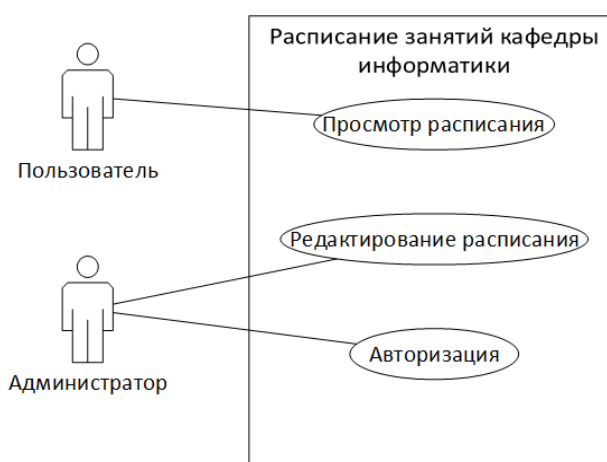 Расписание занятий кафедры
информатики
Просмотр расписания
Пользователь
Редактирование расписания
Авторизация
Администратор